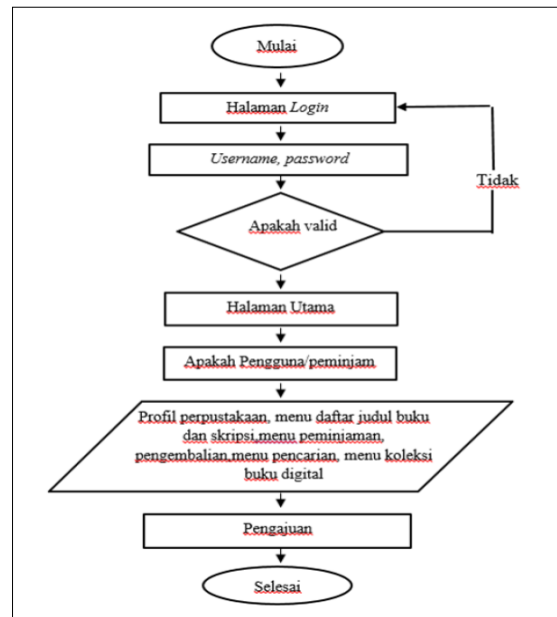 Mulai
Halaman Login
Username, password
Tidak
Apakah valid
Halaman Utama
Apakah Pengguna/peminjam
Profil perpustakaan, menu daftar judul buku
dan skripsi,menu peminjaman,
pengembalian,menu pencarian, menu koleksi
buku digital
Pengajuan
Selesai